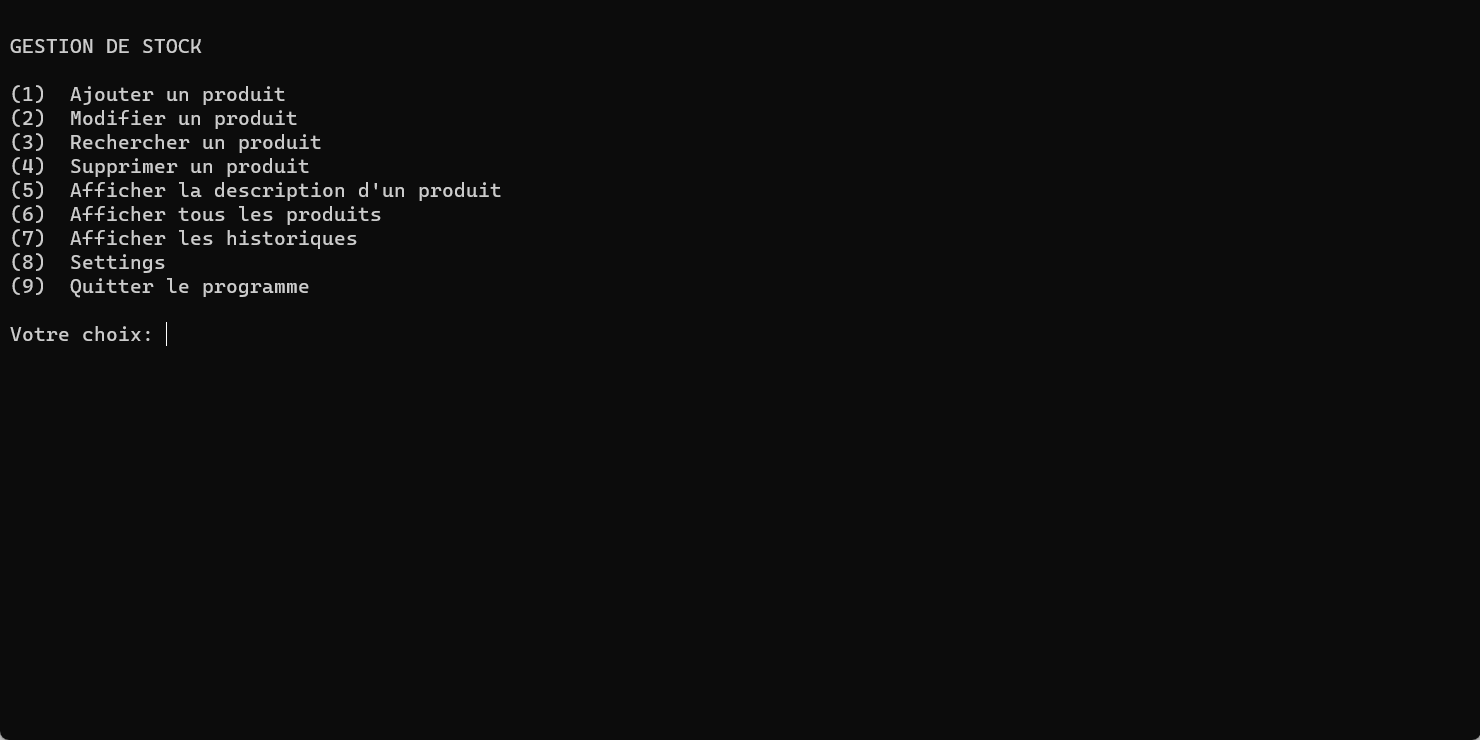 GESTION DE STOCK
(1)  Ajouter un produit
(2)  Modifier un produit
(3)  Rechercher un produit
(4)  Supprimer un produit
(5)  Afficher la description d'un produit
(6)  Afficher tous les produits
(7)  Afficher les historiques
(8)  Settings
(9)  Quitter le programme
Votre choix: